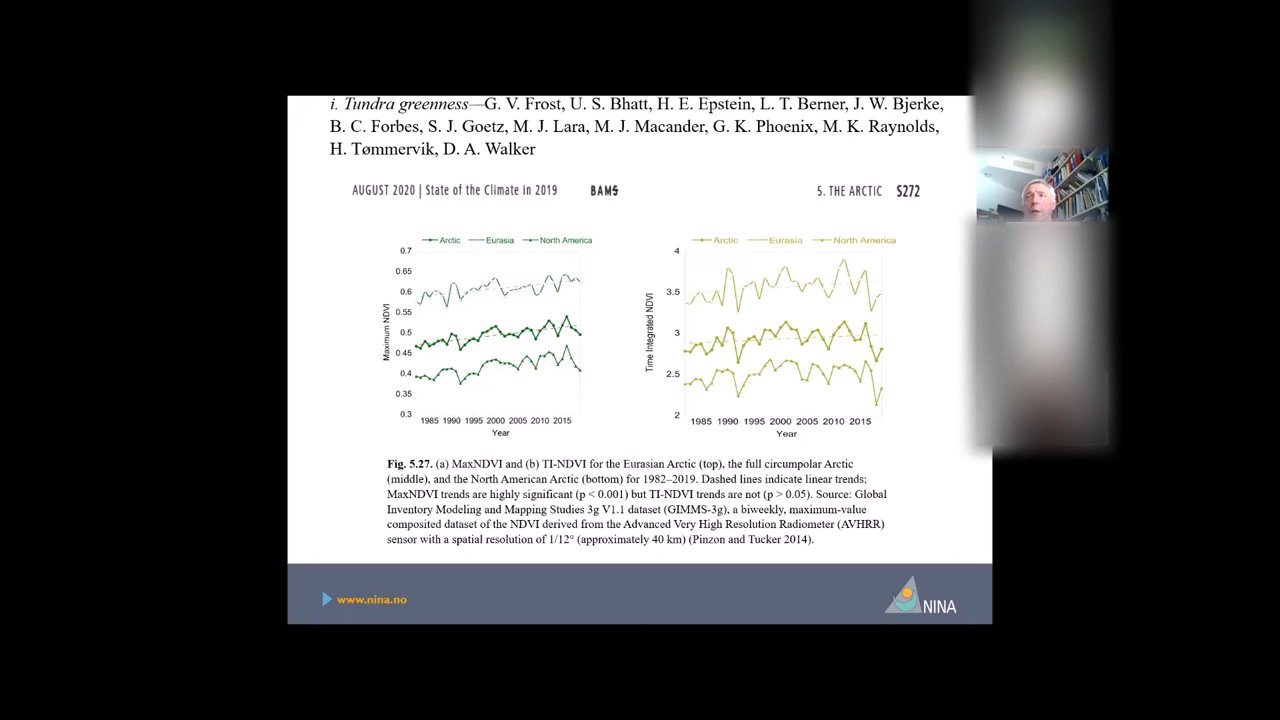 i. Tundra greenness—G. V. Frost, U. S. Bhatt, H. E. Epstein, L. T. Berner, J. W. Bjerke,
B. C. Forbes, S. J. Goetz, M. J. Lara, M. J. Macander, G. K. Phoenix, M. K. Raynolds,
H. Tømmervik, D. A. Walker
AUGUST 2020 | State of the Climate in 2019 BAMS 5. THE ARCTIC S272
Arctic Eurasia North America
0.7
0.65
0.6
0.55
0.5
0.45
0.4
0.35
0.3
Maximum NDVI
1985 1990 1995 2000 2005 2010 2015
Year
Arctic Eurasia North America
4
3.5
3
2.5
2
Time Integrated NDVI
1985 1990 1995 2000 2005 2010 2015
Year
Fig. 5.27. (a) MaxNDVI and (b) TI-NDVI for the Eurasian Arctic (top), the full circumpolar Arctic
(middle), and the North American Arctic (bottom) for 1982–2019. Dashed lines indicate linear trends;
MaxNDVI trends are highly significant (p < 0.001) but TI-NDVI trends are not (p > 0.05). Source: Global
Inventory Modeling and Mapping Studies 3g V1.1 dataset (GIMMS-3g), a biweekly, maximum-value
composited dataset of the NDVI derived from the Advanced Very High Resolution Radiometer (AVHRR)
sensor with a spatial resolution of 1/12° (approximately 40 km) (Pinzon and Tucker 2014).
www.nina.no
NINA